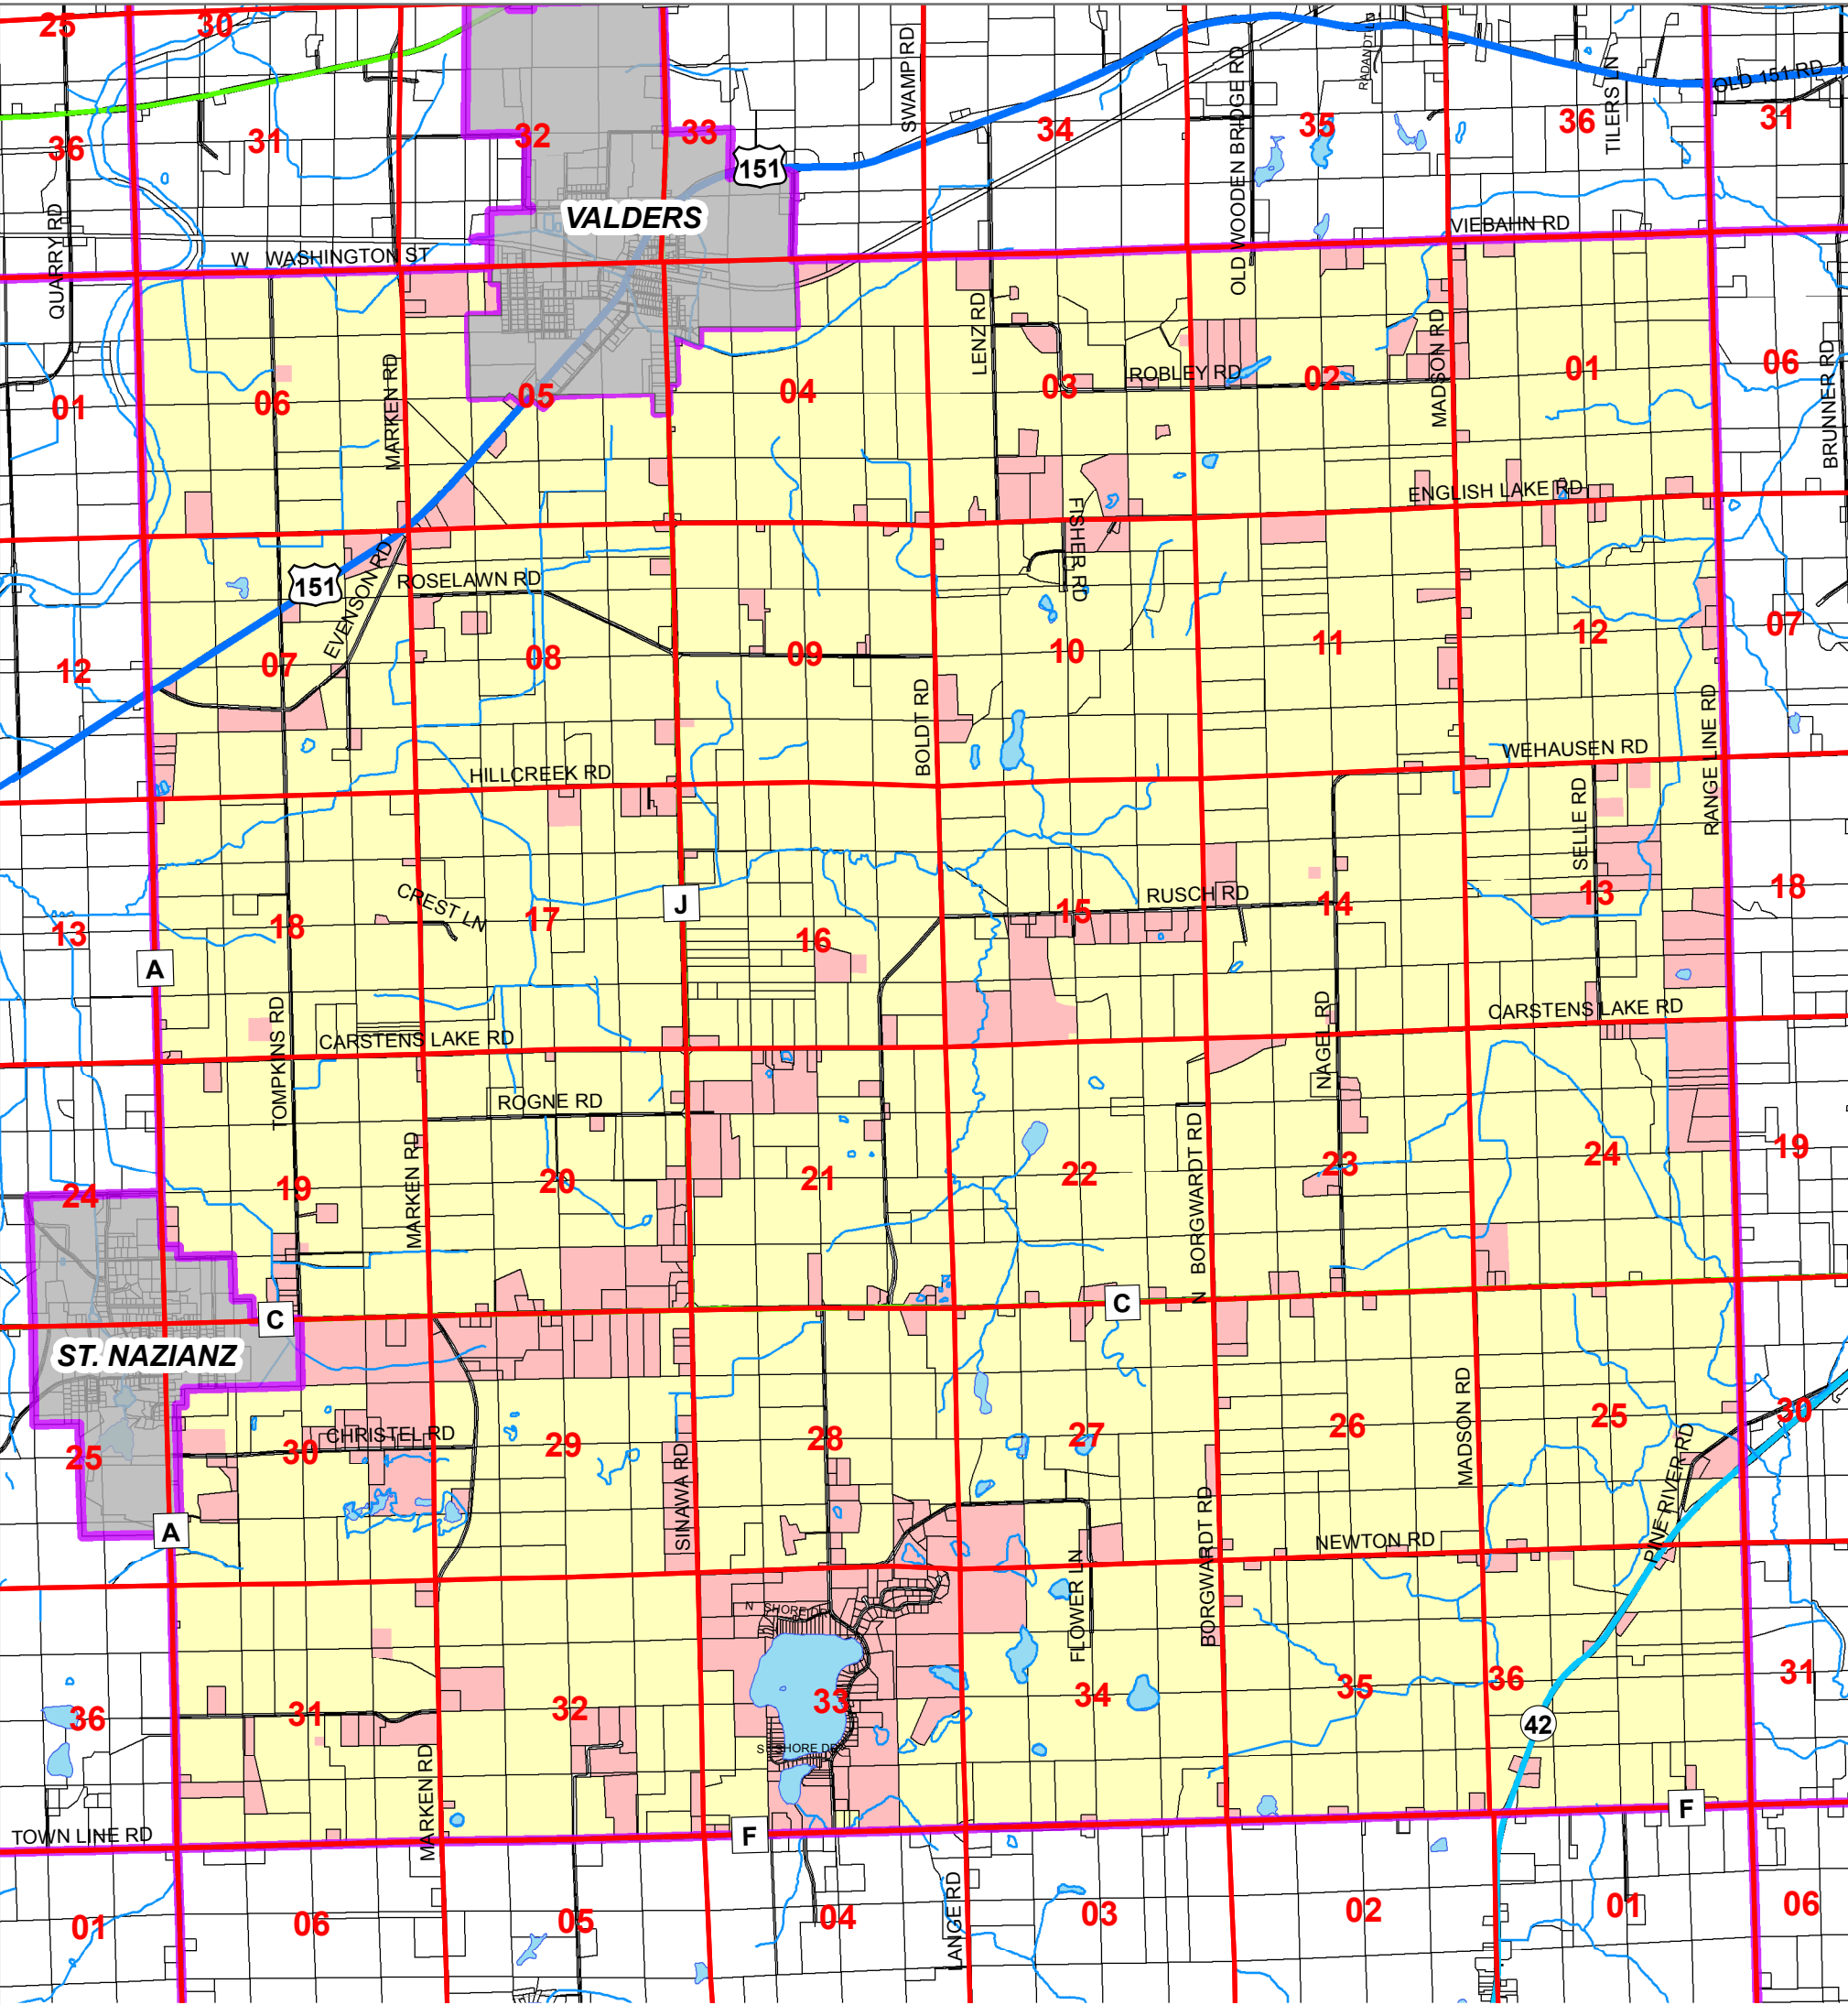 25
30
SWAMP RD
OLD WOODEN BRIDGE RD
TILERS LN
OLD 151 RD
36
31
32
33
151
34
35
36
31
QUARRY RD
VALDERS
VIEBAHN RD
W WASHINGTON ST
LENZ RD
MARKEN RD
MADSON RD
BRUNNER RD
01
06
05
04
03
ROBLEY RD
02
01
06
ENGLISH LAKE RD
FISHER RD
151
EVENSON RD
ROSELAWN RD
12
07
08
09
10
11
12
07
BOLDT RD
RANGE LINE RD
HILLCREEK RD
WEHAUSEN RD
SELLE RD
CREST LN
J
RUSCH RD
13
18
17
16
15
14
13
18
A
TOMPKINS RD
CARSTENS LAKE RD
NAGEL RD
CARSTENS LAKE RD
ROGNE RD
MARKEN RD
N BORGWARDT RD
24
19
20
21
22
23
24
19
C
C
ST. NAZIANZ
MADSON RD
25
30
CHRISTEL RD
29
28
27
26
25
30
SINAWA RD
BORGWARDT RD
PINE RIVER RD
A
NEWTON RD
FLOWER LN
N SHORE DR
36
31
32
33
34
35
36
31
42
S SHORE DR
MARKEN RD
TOWN LINE RD
F
F
LANGE RD
01
06
05
04
03
02
01
06